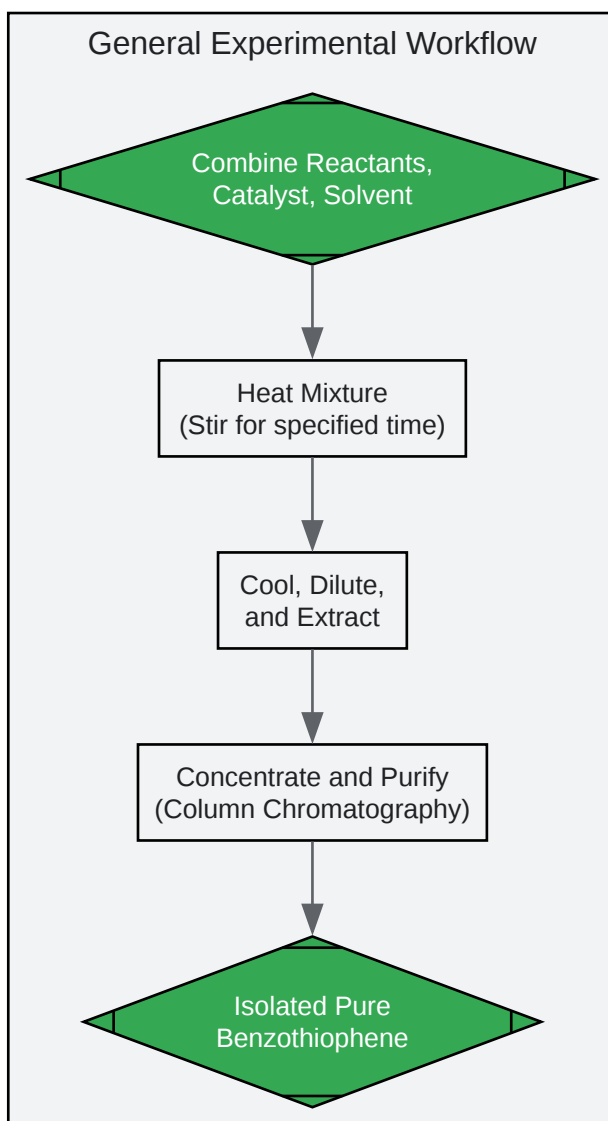 General Experimental Workflow
Combine Reactants,
Catalyst, Solvent
Heat Mixture
(Stir for specified time)
Cool, Dilute,
and Extract
Concentrate and Purify
(Column Chromatography)
Isolated Pure
Benzothiophene